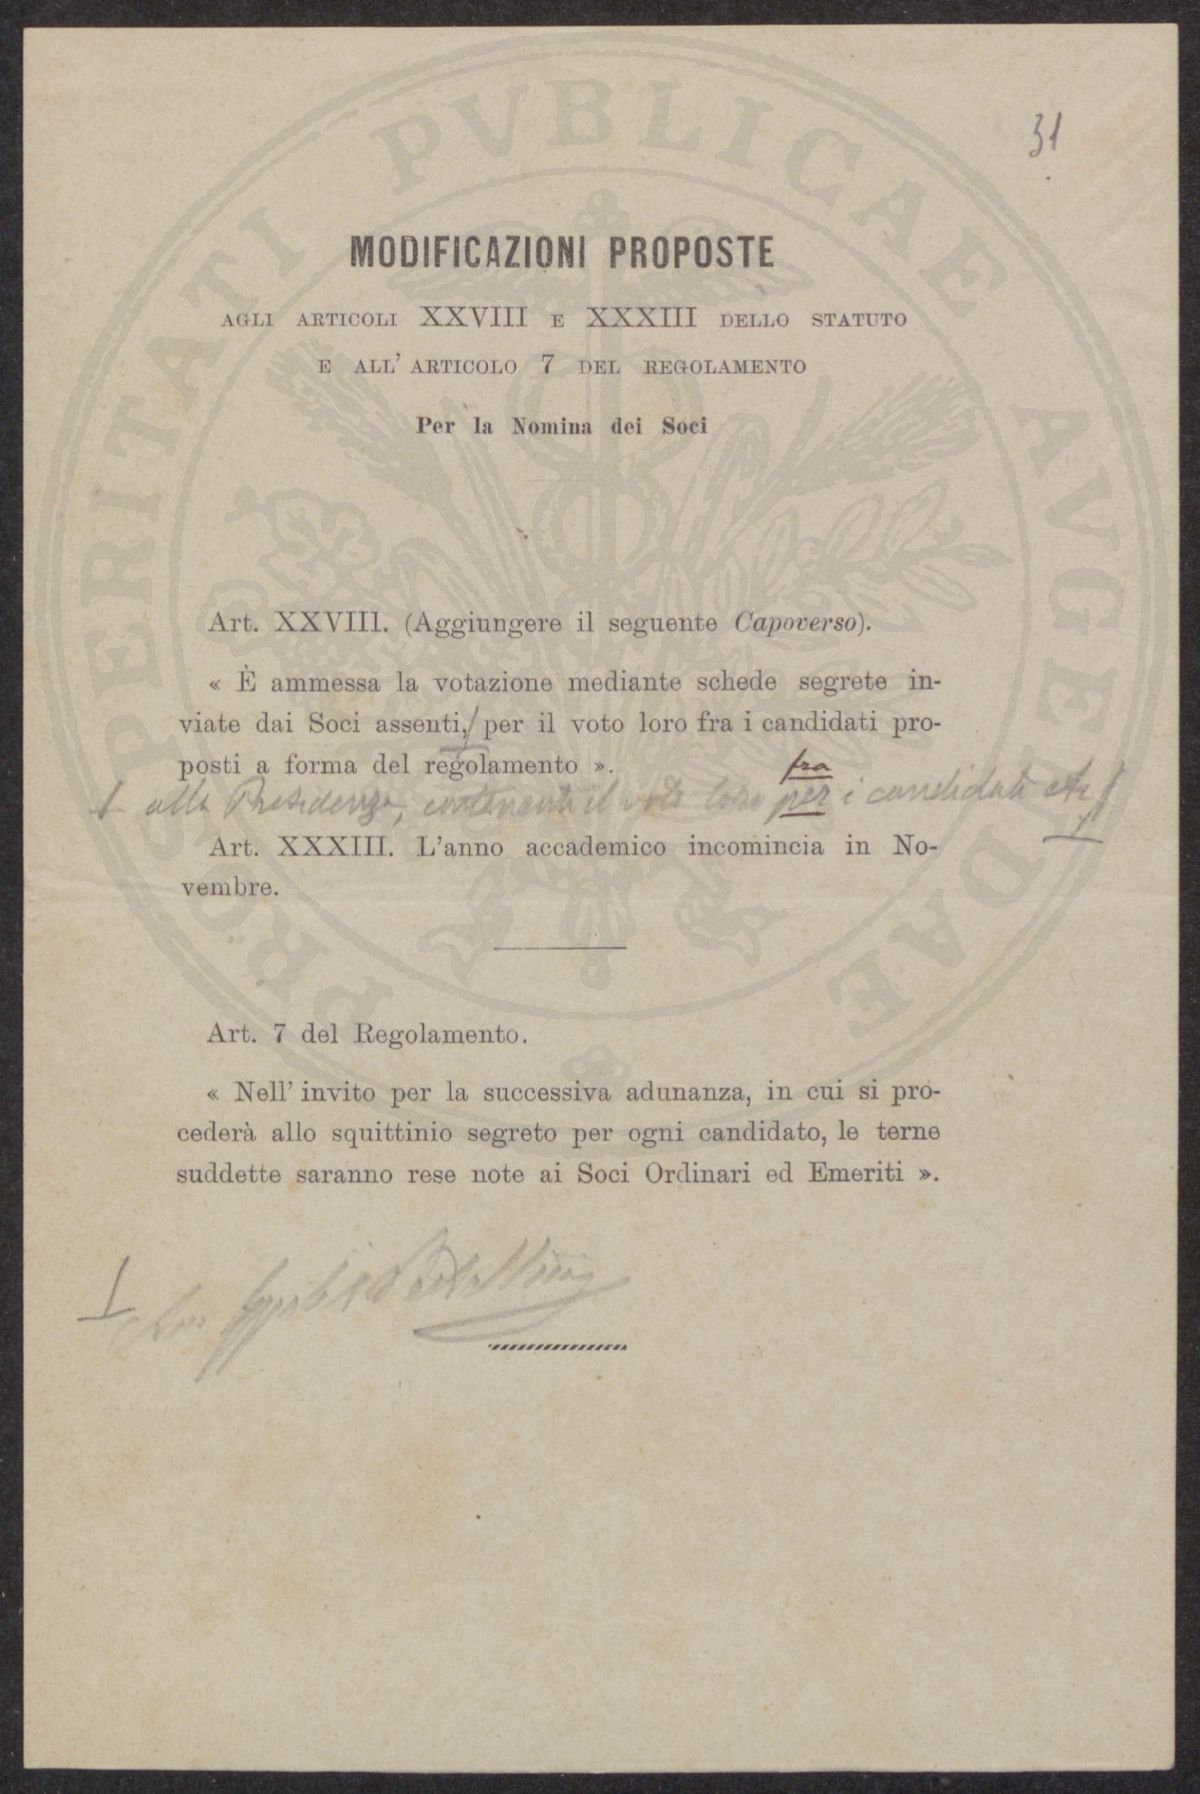 31
MODIFICAZIONI PROPOSTE
AGLI ARTICOLI XXVIII E XXXIII DELLO STATUTO
E ALL' ARTICOLO 7 DEL REGOLAMENTO
Per la Nomina dei Soci
Art. XXVIII. (Aggiungere il seguente Capoverso).
« È ammessa la votazione mediante schede segrete in-
viate dai Soci assenti, per il voto loro fra i candidati pro-
posti a forma del regolamento ».
fra
alla Presidenza, contenenti il voto loro per i candidati etc
Art. XXXIII. L'anno accademico incomincia in No-
vembre.
Art. 7 del Regolamento.
« Nell' invito per la successiva adunanza, in cui si pro-
cederà allo squittinio segreto per ogni candidato, le terne
suddette saranno rese note ai Soci Ordinari ed Emeriti ».
PROSPERITATI PVBLICAE AVGENDAE